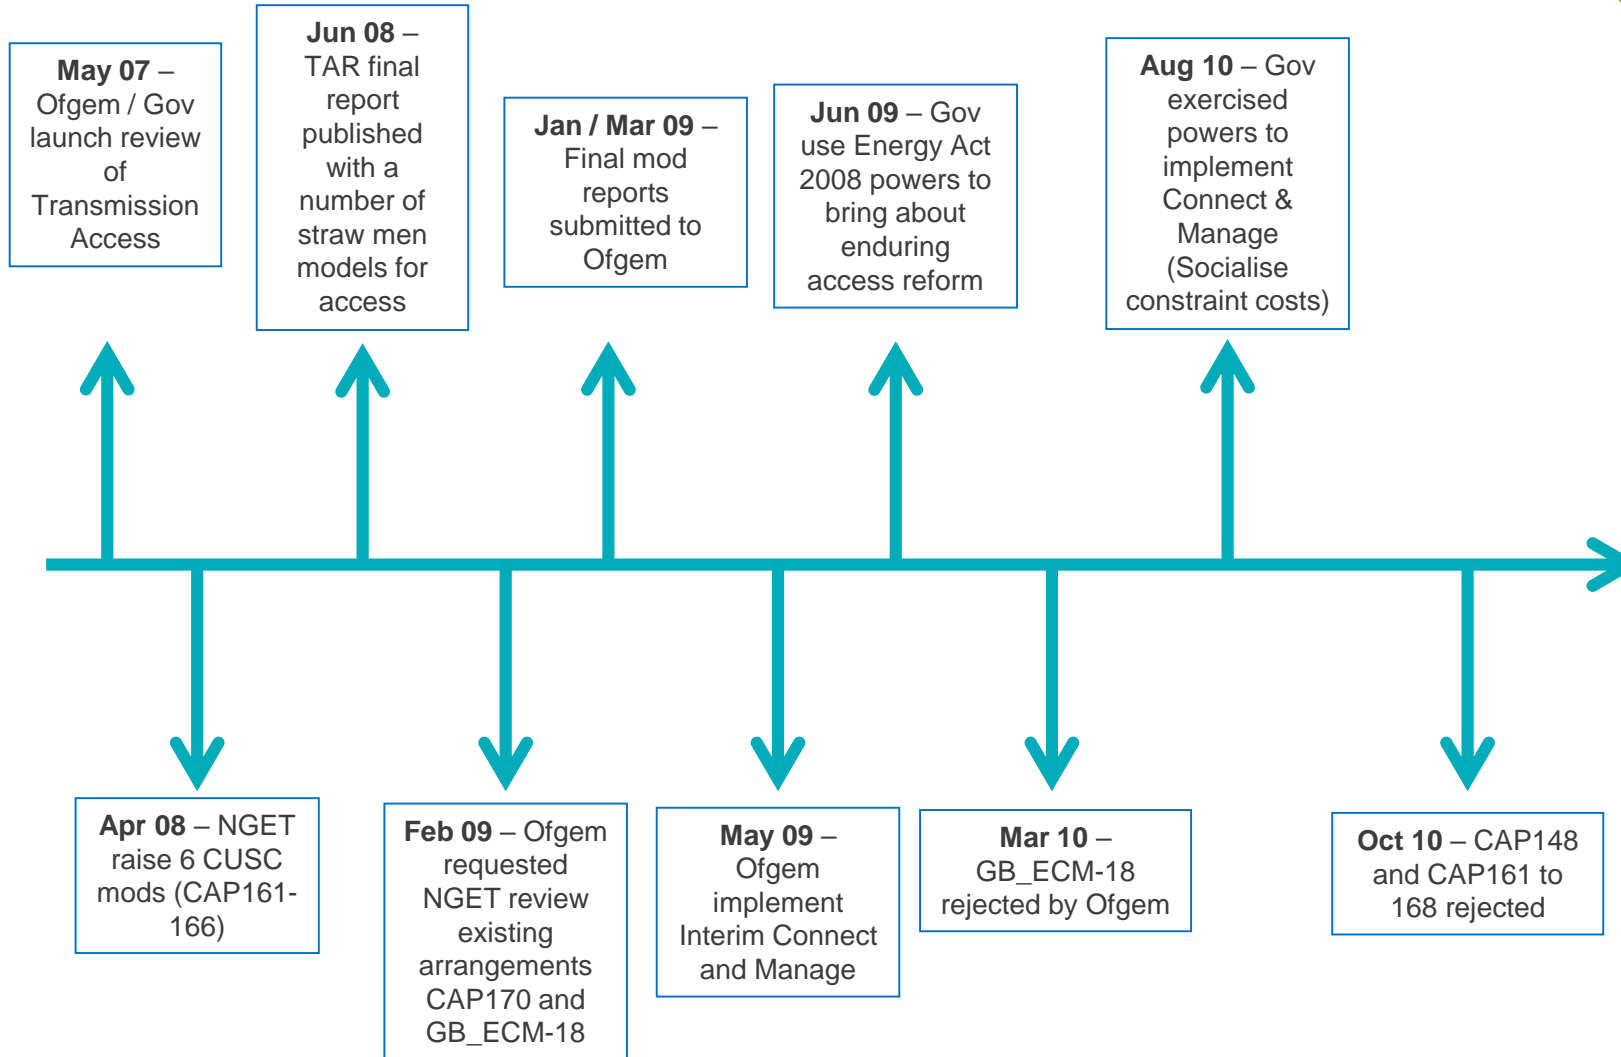 May 07 –
Ofgem / Gov
launch review
of
Transmission
Access
Jun 08 –
TAR final
report
published
with a
number of
straw men
models for
access
Jan / Mar 09 –
Final mod
reports
submitted to
Ofgem
Jun 09 – Gov
use Energy Act
2008 powers to
bring about
enduring
access reform
Aug 10 – Gov
exercised
powers to
implement
Connect &
Manage
(Socialise
constraint costs)
Apr 08 – NGET
raise 6 CUSC
mods (CAP161-
166)
Feb 09 – Ofgem
requested
NGET review
existing
arrangements
CAP170 and
GB_ECM-18
May 09 –
Ofgem
implement
Interim Connect
and Manage
Mar 10 –
GB_ECM-18
rejected by Ofgem
Oct 10 – CAP148
and CAP161 to
168 rejected